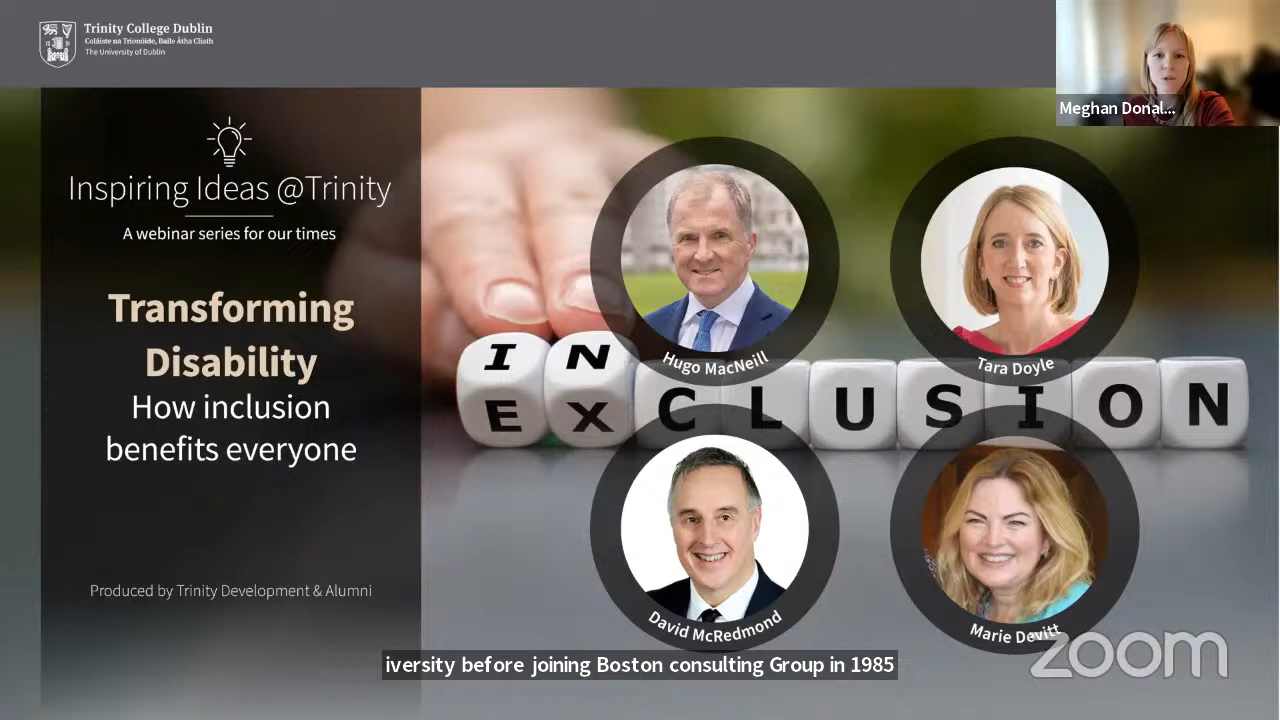 Trinity College Dublin
Coláiste na Tríonóide, Baile Átha Cliath
The University of Dublin
Meghan Donal...
Inspiring Ideas @Trinity
A webinar series for our times
Transforming
Disability
How inclusion
benefits everyone
Produced by Trinity Development & Alumni
IN
EXCLUSION
Hugo MacNeill
Tara Doyle
David McRedmond
Marie Devitt
zoom
iversity before joining Boston consulting Group in 1985